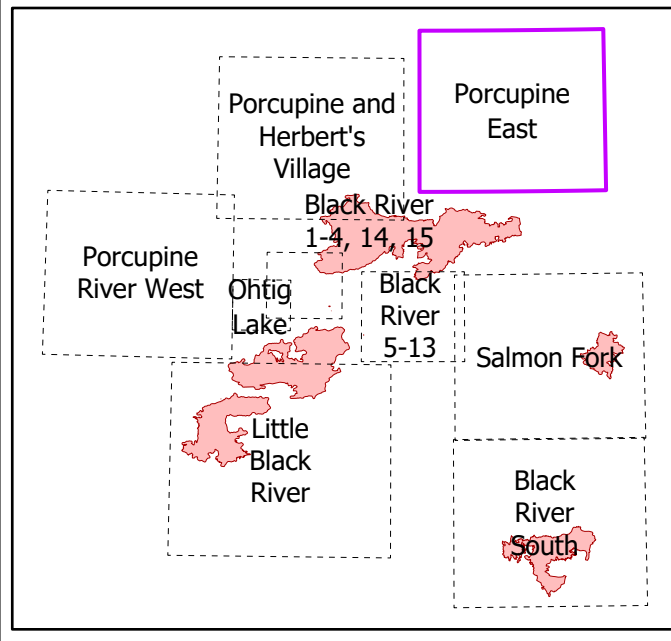 Porcupine
East
Porcupine and
Herbert's
Village
Black River
1-4, 14, 15
Porcupine
River West
Ohtig
Lake
Black
River
5-13
Salmon Fork
Little
Black
River
Black
River
South